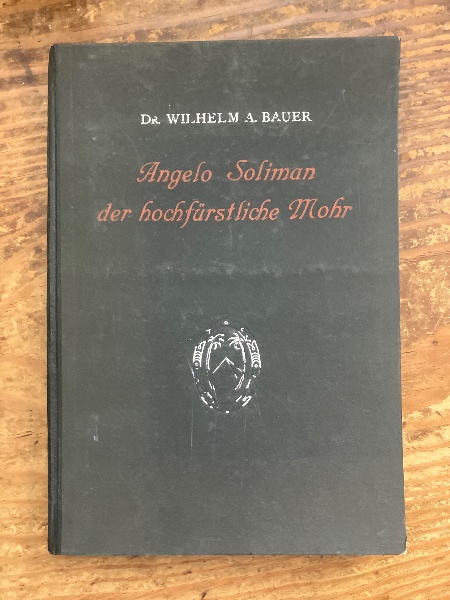 Dr. WILHELM A. BAUER
Angelo Soliman
der hochfürstliche Mohr